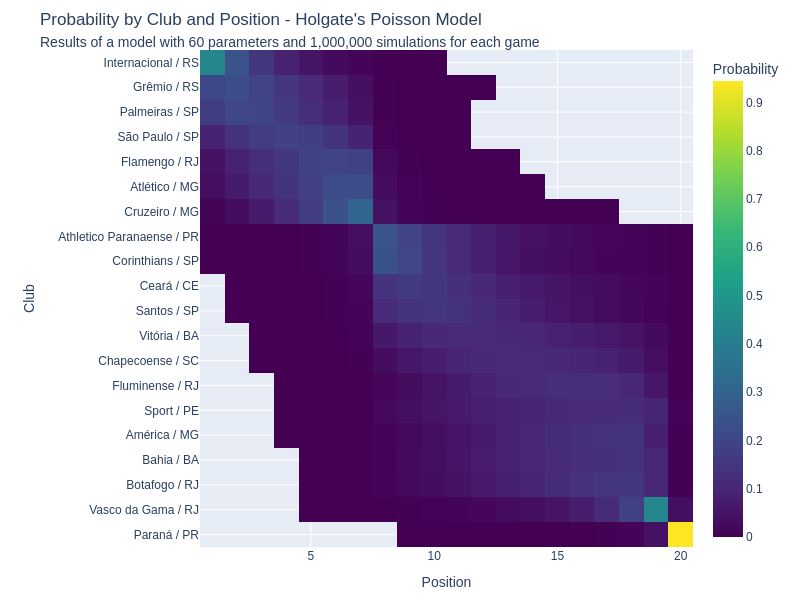 Probability by Club and Position - Holgate's Poisson Model
Results of a model with 60 parameters and 1,000,000 simulations for each game
Probability
Club
Internacional / RS
Grêmio / RS
Palmeiras / SP
São Paulo / SP
Flamengo / RJ
Atlético / MG
Cruzeiro / MG
Athletico Paranaense / PR
Corinthians / SP
Ceará / CE
Santos / SP
Vitória / BA
Chapecoense / SC
Fluminense / RJ
Sport / PE
América / MG
Bahia / BA
Botafogo / RJ
Vasco da Gama / RJ
Paraná / PR
0.9
0.8
0.7
0.6
0.5
0.4
0.3
0.2
0.1
0
5 10 15 20
Position